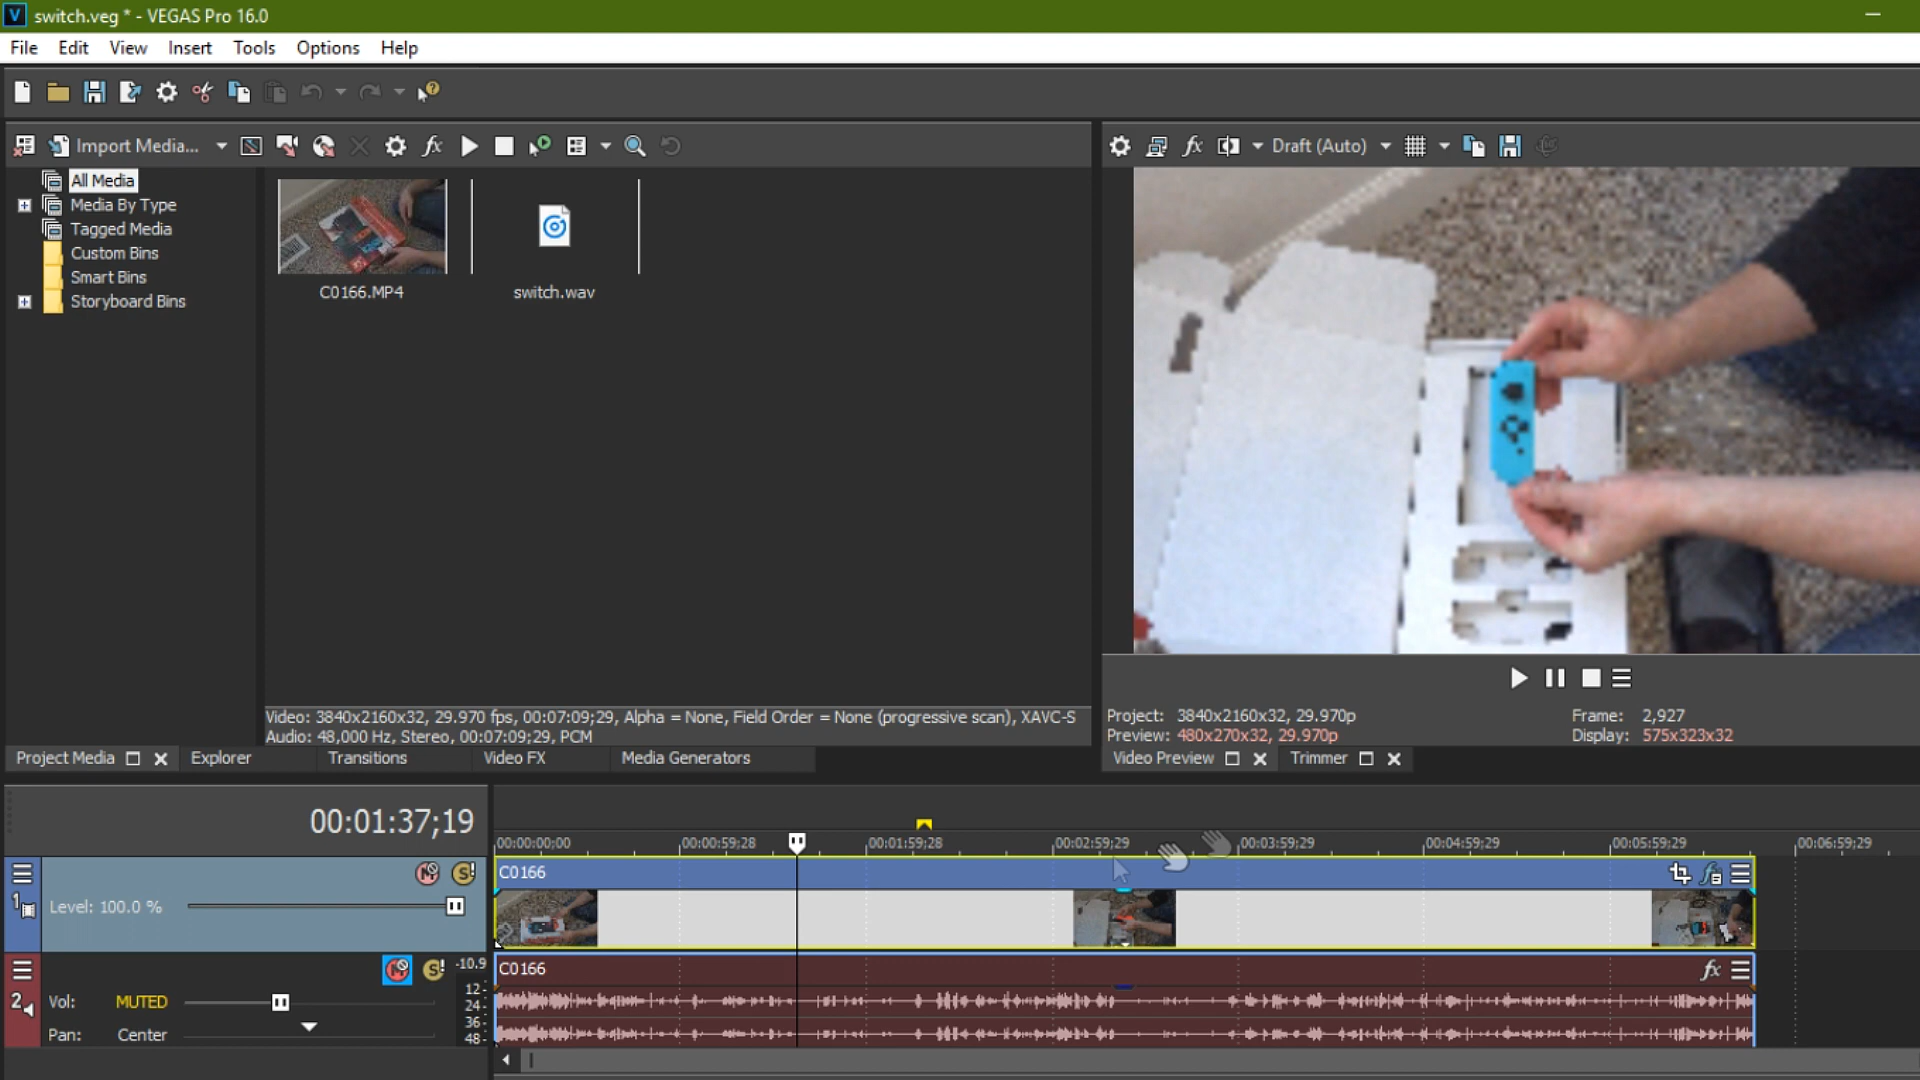 switch.veg * - VEGAS Pro 16.0
File Edit View Insert Tools Options Help
Import Media...
Draft (Auto)
All Media
Media By Type
Tagged Media
Custom Bins
Smart Bins
Storyboard Bins
C0166.MP4
switch.wav
Video: 3840x2160x32, 29.970 fps, 00:07:09;29, Alpha = None, Field Order = None (progressive scan), XAVC-S
Audio: 48,000 Hz, Stereo, 00:07:09;29, PCM
Project: 3840x2160x32, 29.970p
Frame: 2,927
Preview: 480x270x32, 29.970p
Display: 575x323x32
Project Media Explorer Transitions Video FX Media Generators
Video Preview Trimmer
00:01:37;19
00:00:00;00 00:00:59;28 00:01:59;28 00:02:59;29 00:03:59;29 00:04:59;29 00:05:59;29 00:06:59;29
C0166
1
Level: 100.0 %
C0166
2
Vol: MUTED
Pan: Center
-10.9
12-
24-
36-
48-